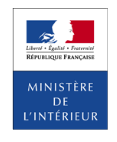 Liberté • Égalité • Fraternité
RÉPUBLIQUE FRANÇAISE
MINISTÈRE
DE
L'INTÉRIEUR